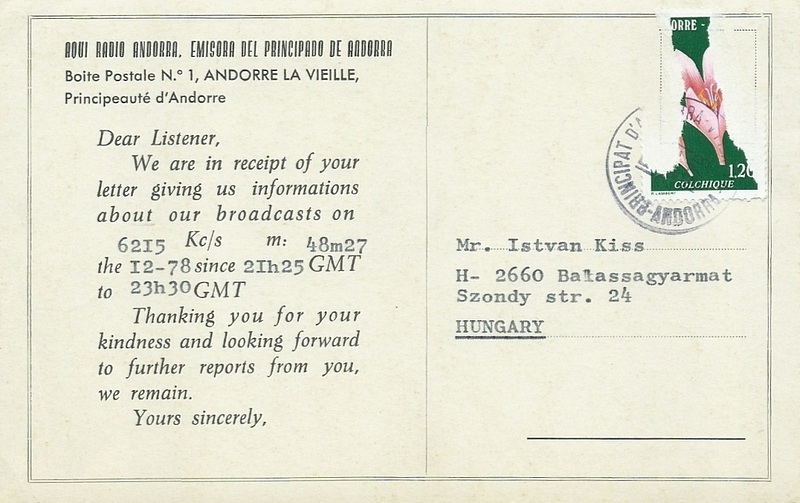 AQUI RADIO ANDORRA, EMISORA DEL PRINCIPADO DE ANDORRA
Boite Postale N.° 1, ANDORRE LA VIEILLE,
Principeauté d'Andorre
Dear Listener,
We are in receipt of your
letter giving us informations
about our broadcasts on
6215 Kc/s m: 48m27
the I2-78 since 2Ih25 GMT
to 23h30 GMT
Thanking you for your
kindness and looking forward
to further reports from you,
we remain.
Yours sincerely,
ORRE -
1.20
COLCHIQUE
PRINCIPAT D'A
-ANDORRA
Mr. Istvan Kiss
H- 2660 Balassagyarmat
Szondy str. 24
HUNGARY